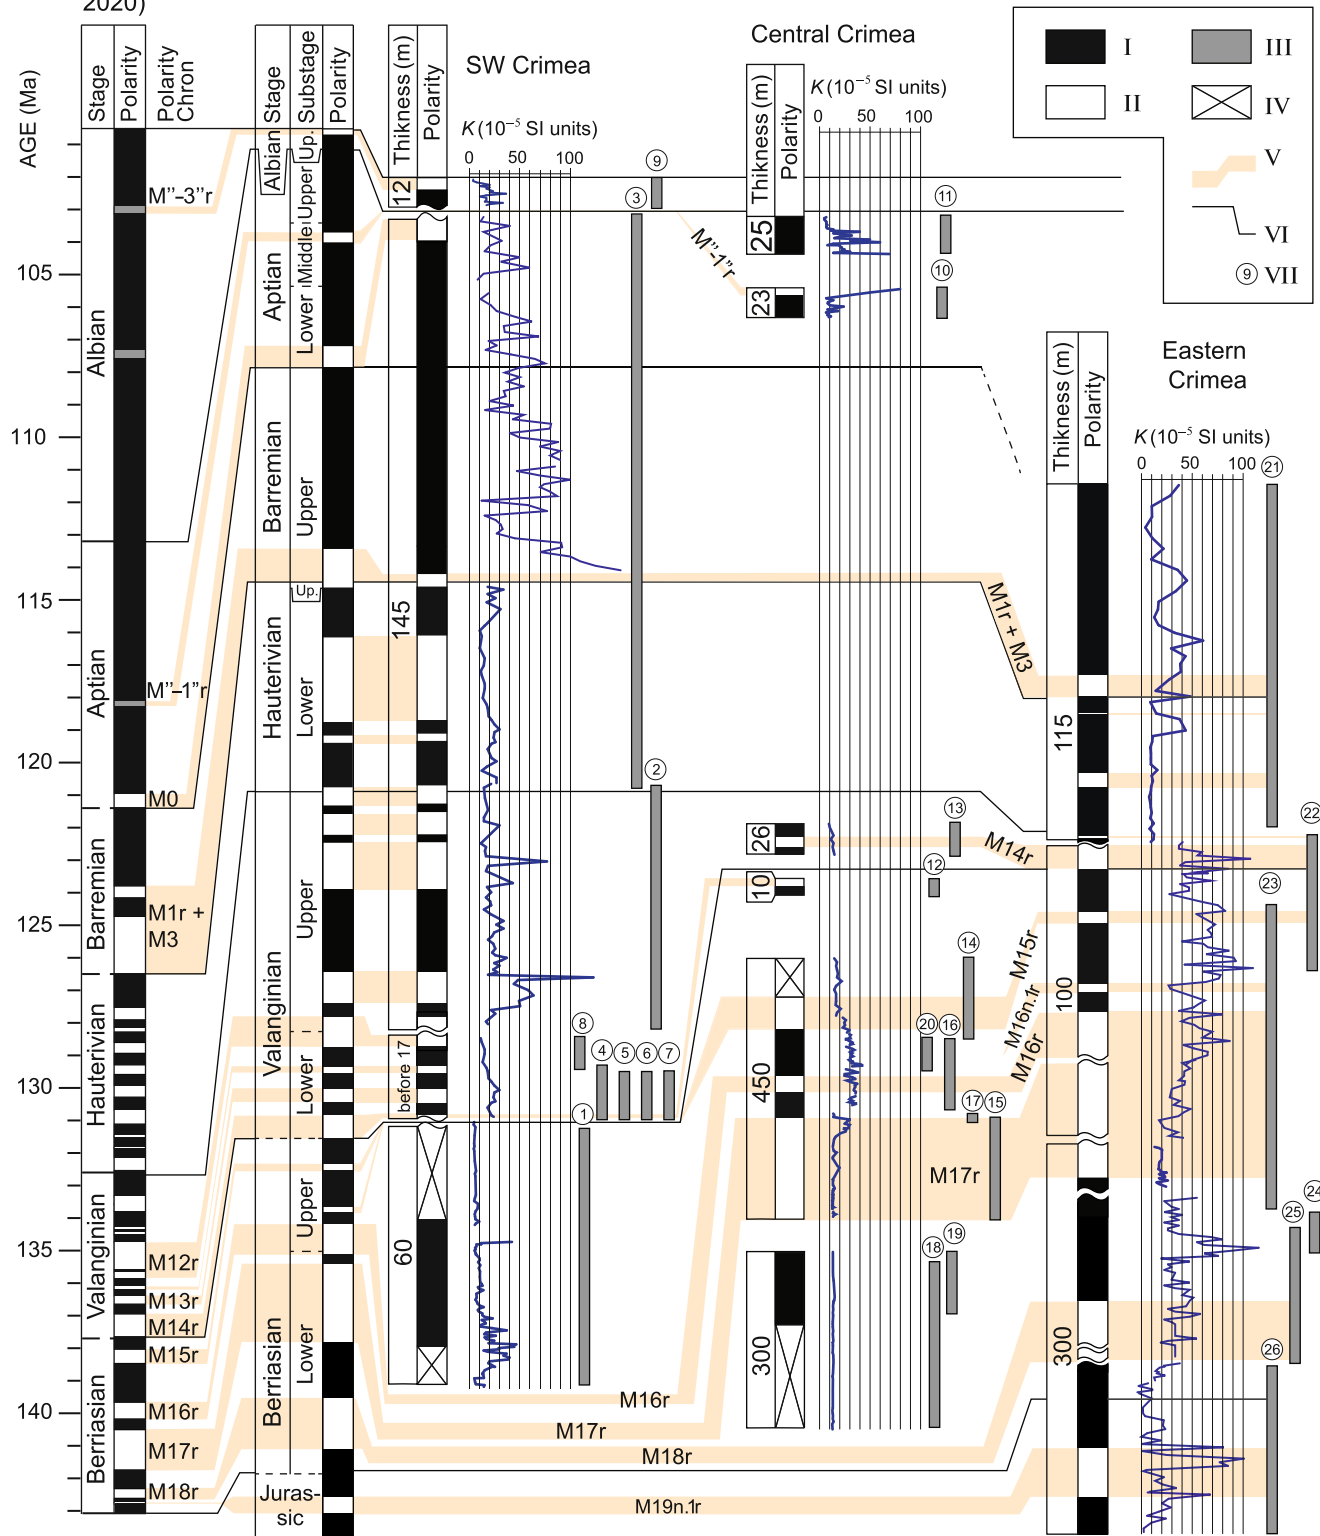 2020)
AGE (Ma)
Stage
Polarity
Polarity
Chron
105
110
115
120
125
130
135
140
Albian
Aptian
Barremian
Hauterivian
Valanginian
Berriasian
M’’–3’’r
M’’–1’’r
M0
M1r +
M3
M12r
M13r
M14r
M15r
M16r
M17r
M18r
Stage
Substage
Polarity
Albian
Up.
Aptian
Upper
Middle
Lower
Barremian
Upper
Hauterivian
Up.
Lower
Valanginian
Upper
Lower
Berriasian
Upper
Lower
Juras-
sic
SW Crimea
Thikness (m)
Polarity
K (10–5 SI units)
0 50 100
12
145
before 17
60
9
3
2
8
4
5
6
7
1
Central Crimea
Thikness (m)
Polarity
K (10–5 SI units)
0 50 100
25
23
26
10
450
300
11
10
13
12
14
20
16
17
15
18
19
M’’-1’’r
M1r + M3
M14r
M15r
M16n.1r
M16r
M17r
M16r
M17r
M18r
M19n.1r
Eastern
Crimea
Thikness (m)
Polarity
K (10–5 SI units)
0 50 100
115
100
300
21
22
23
24
25
26
I
II
III
IV
V
VI
9 VII